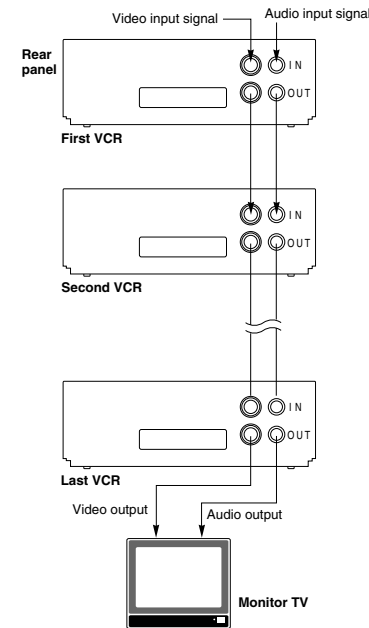 Video input signal
Audio input signal
Rear
panel
IN
OUT
First VCR
IN
OUT
Second VCR
IN
OUT
Last VCR
Video output
Audio output
Monitor TV